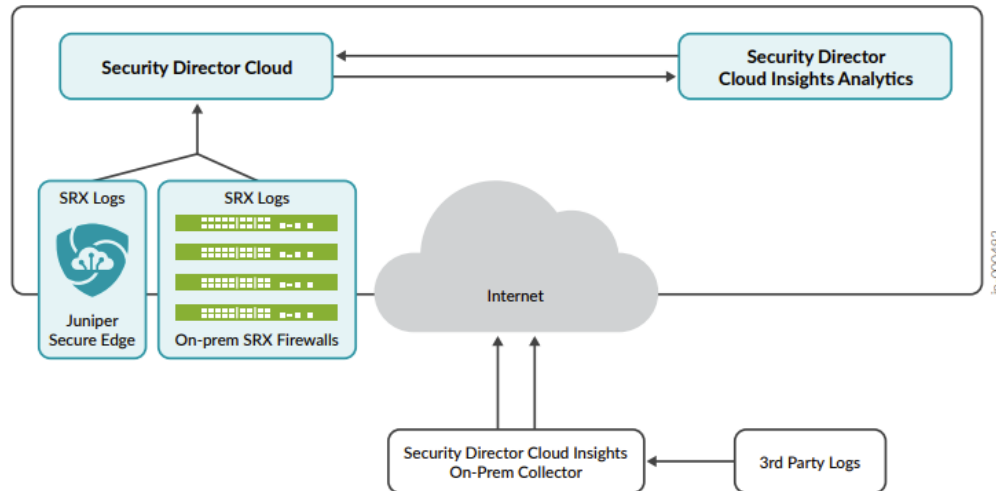 Security Director Cloud
Security Director
Cloud Insights Analytics
SRX Logs
Juniper
Secure Edge
SRX Logs
On-prem SRX Firewalls
Internet
Security Director Cloud Insights
On-Prem Collector
3rd Party Logs